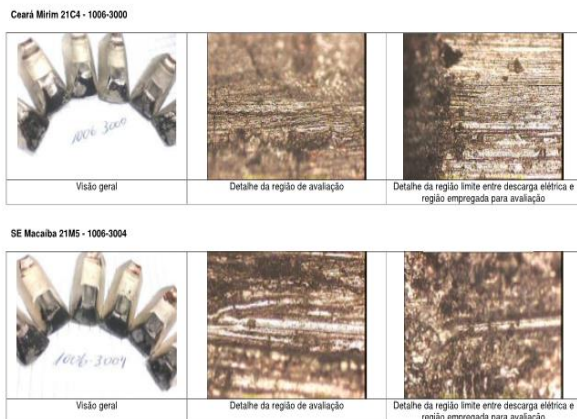 Ceará Mirim 21C4 - 1006-3000
1006-3000
Visão geral
Detalhe da região de avaliação
Detalhe da região limite entre descarga elétrica e
região empregada para avaliação
SE Macaíba 21M5 - 1006-3004
1006-3004
Visão geral
Detalhe da região de avaliação
Detalhe da região limite entre descarga elétrica e
região empregada para avaliação